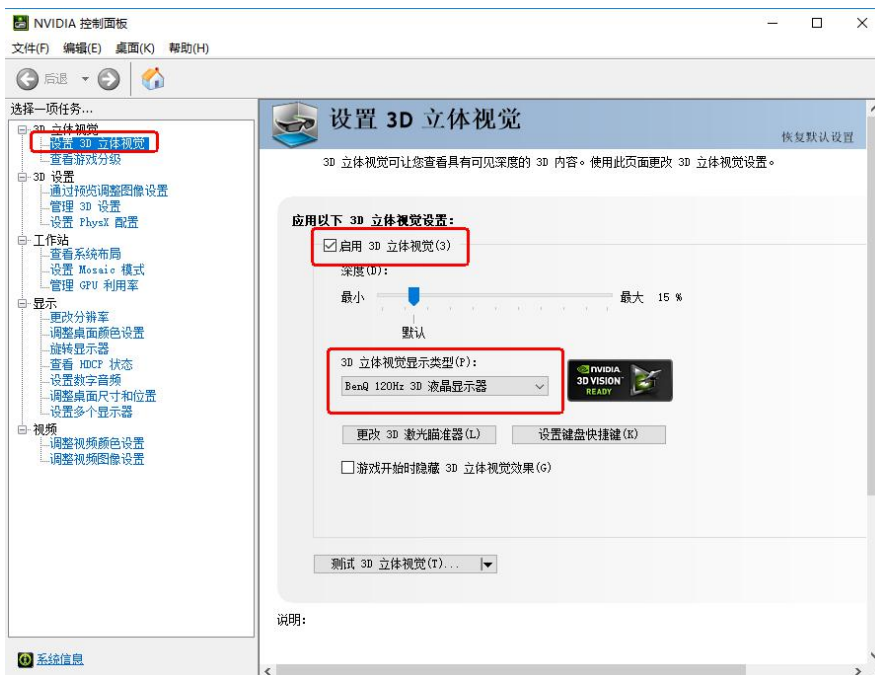 NVIDIA 控制面板
文件(F) 编辑(E) 桌面(K) 帮助(H)
后退
选择一项任务...
3D 立体视觉
设置 3D 立体视觉
查看游戏分级
3D 设置
通过预览调整图像设置
管理 3D 设置
设置 PhysX 配置
工作站
查看系统布局
设置 Mosaic 模式
管理 GPU 利用率
显示
更改分辨率
调整桌面颜色设置
旋转显示器
查看 HDCP 状态
设置数字音频
调整桌面尺寸和位置
设置多个显示器
视频
调整视频颜色设置
调整视频图像设置
系统信息
设置 3D 立体视觉
恢复默认设置
3D 立体视觉可让您查看具有可见深度的 3D 内容。使用此页面更改 3D 立体视觉设置。
应用以下 3D 立体视觉设置:
启用 3D 立体视觉(3)
深度(D):
最小 最大 15 %
默认
3D 立体视觉显示类型(P):
BenQ 120Hz 3D 液晶显示器
NVIDIA
3D VISION
READY
更改 3D 激光瞄准器(L) 设置键盘快捷键(K)
游戏开始时隐藏 3D 立体视觉效果(G)
测试 3D 立体视觉(T)...
说明: